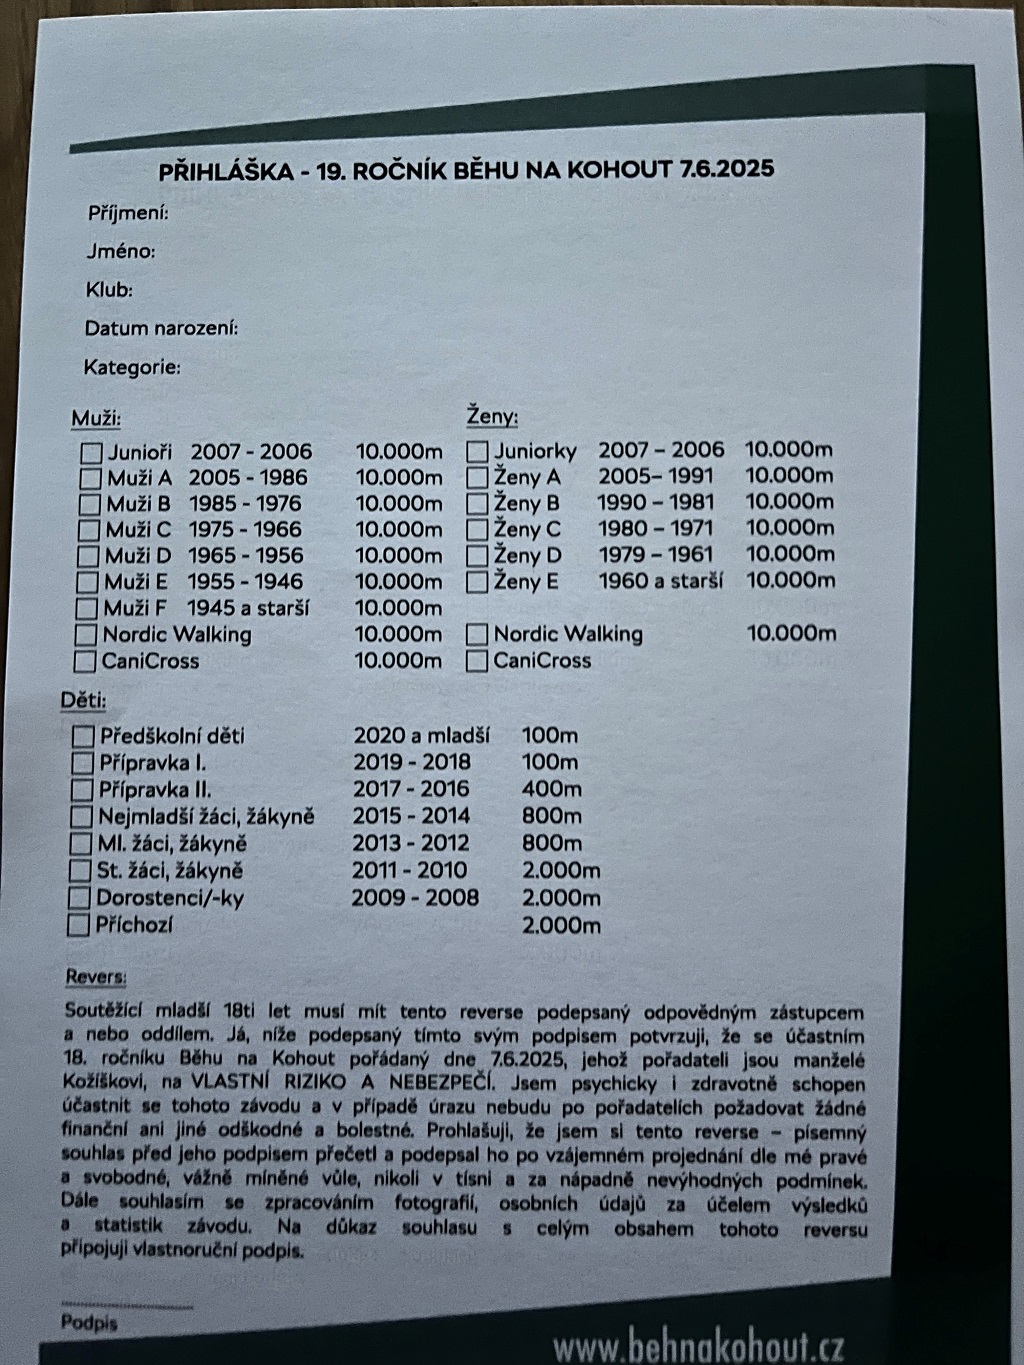 PŘIHLÁŠKA - 19. ROČNÍK BĚHU NA KOHOUT 7.6.2025
Příjmení:
Jméno:
Klub:
Datum narození:
Kategorie:
Muži:
Junioři 2007 - 2006 10.000m
Muži A 2005 - 1986 10.000m
Muži B 1985 - 1976 10.000m
Muži C 1975 - 1966 10.000m
Muži D 1965 - 1956 10.000m
Muži E 1955 - 1946 10.000m
Muži F 1945 a starší 10.000m
Nordic Walking 10.000m
CaniCross 10.000m
Ženy:
Juniorky 2007 – 2006 10.000m
Ženy A 2005– 1991 10.000m
Ženy B 1990 – 1981 10.000m
Ženy C 1980 – 1971 10.000m
Ženy D 1979 – 1961 10.000m
Ženy E 1960 a starší 10.000m
Nordic Walking 10.000m
CaniCross
Děti:
Předškolní děti 2020 a mladší 100m
Přípravka I. 2019 - 2018 100m
Přípravka II. 2017 - 2016 400m
Nejmladší žáci, žákyně 2015 - 2014 800m
Ml. žáci, žákyně 2013 - 2012 800m
St. žáci, žákyně 2011 - 2010 2.000m
Dorostenci/-ky 2009 - 2008 2.000m
Příchozí 2.000m
Revers:
Soutěžící mladší 18ti let musí mít tento reverse podepsaný odpovědným zástupcem
a nebo oddílem. Já, níže podepsaný tímto svým podpisem potvrzuji, že se účastním
18. ročníku Běhu na Kohout pořádaný dne 7.6.2025, jehož pořadateli jsou manželé
Kožíškovi, na VLASTNÍ RIZIKO A NEBEZPEČÍ. Jsem psychicky i zdravotně schopen
účastnit se tohoto závodu a v případě úrazu nebudu po pořadatelích požadovat žádné
finanční ani jiné odškodné a bolestné. Prohlašuji, že jsem si tento reverse – písemný
souhlas před jeho podpisem přečetl a podepsal ho po vzájemném projednání dle mé pravé
a svobodné, vážně míněné vůle, nikoli v tísni a za nápadně nevýhodných podmínek.
Dále souhlasím se zpracováním fotografií, osobních údajů za účelem výsledků
a statistik závodu. Na důkaz souhlasu s celým obsahem tohoto reversu
připojuji vlastnoruční podpis.
Podpis
www.behnakohout.cz